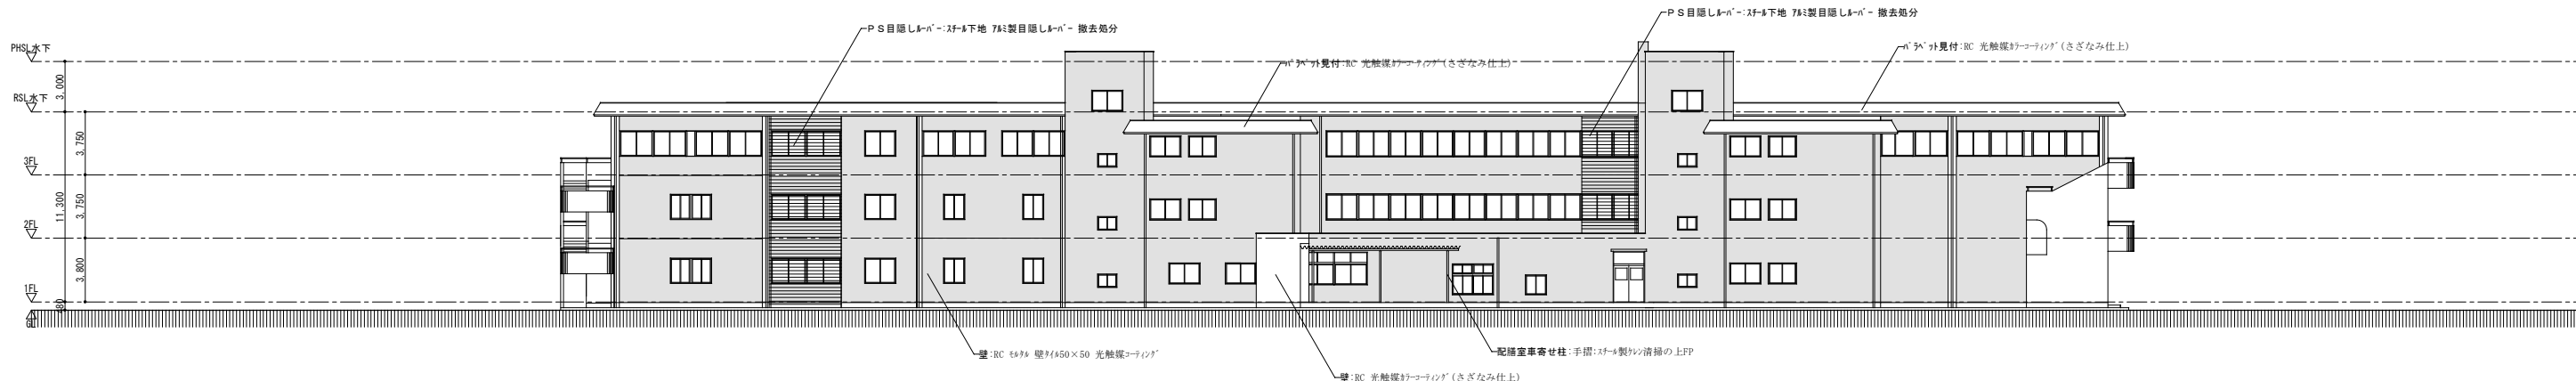 PS目隠しルーバー:スチール下地 アルミ製目隠しルーバー 撤去処分
PS目隠しルーバー:スチール下地 アルミ製目隠しルーバー 撤去処分
パラペット見付:RC 光触媒カラーコーティング(さざなみ仕上)
パラペット見付:RC 光触媒カラーコーティング(さざなみ仕上)
PHSL水下
3,000
RSL水下
3,750
3FL
11,300
3,750
2FL
3,800
1FL
480
GL
壁:RC モルタル 壁タイル50×50 光触媒コーティング
配膳室車寄せ柱:手摺:スチール製ケレン清掃の上FP
壁:RC 光触媒カラーコーティング(さざなみ仕上)